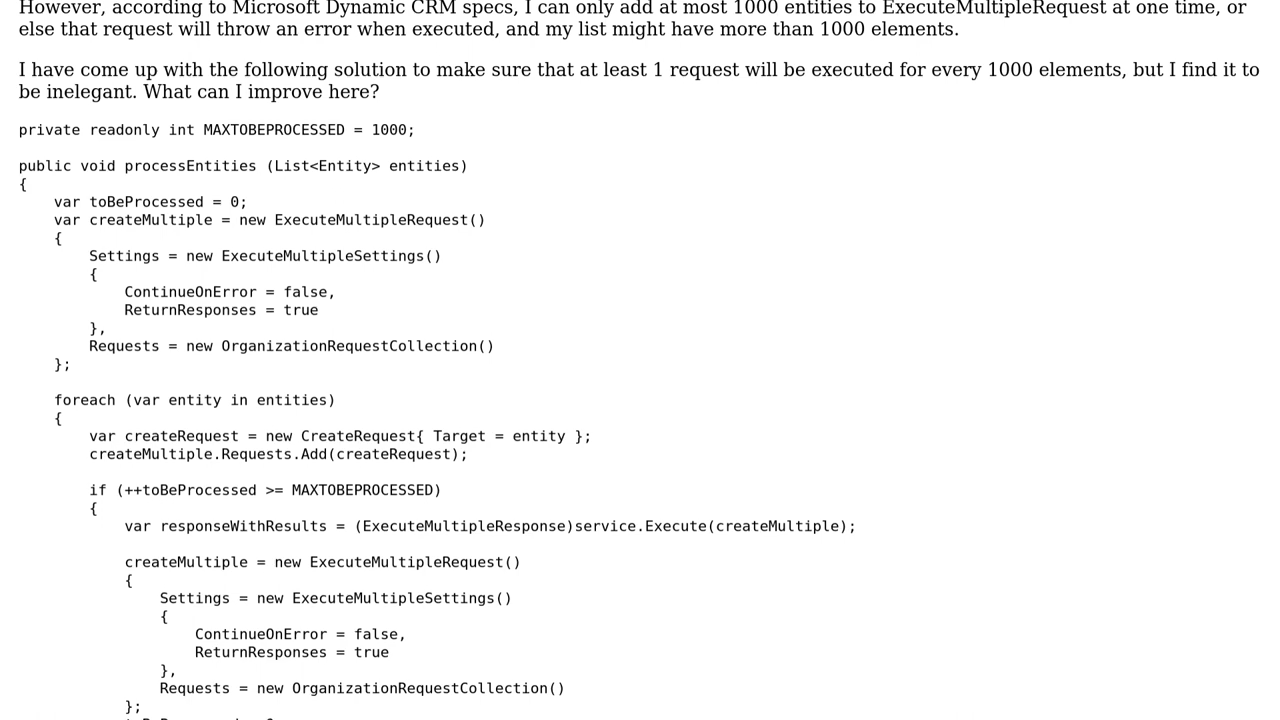 However, according to Microsoft Dynamic CRM specs, I can only add at most 1000 entities to ExecuteMultipleRequest at one time, or
else that request will throw an error when executed, and my list might have more than 1000 elements.
I have come up with the following solution to make sure that at least 1 request will be executed for every 1000 elements, but I find it to
be inelegant. What can I improve here?
private readonly int MAXTOBEPROCESSED = 1000;
public void processEntities (List<Entity> entities)
{
    var toBeProcessed = 0;
    var createMultiple = new ExecuteMultipleRequest()
    {
        Settings = new ExecuteMultipleSettings()
        {
            ContinueOnError = false,
            ReturnResponses = true
        },
        Requests = new OrganizationRequestCollection()
    };
    foreach (var entity in entities)
    {
        var createRequest = new CreateRequest{ Target = entity };
        createMultiple.Requests.Add(createRequest);
        if (++toBeProcessed >= MAXTOBEPROCESSED)
        {
            var responseWithResults = (ExecuteMultipleResponse)service.Execute(createMultiple);
            createMultiple = new ExecuteMultipleRequest()
            {
                Settings = new ExecuteMultipleSettings()
                {
                    ContinueOnError = false,
                    ReturnResponses = true
                },
                Requests = new OrganizationRequestCollection()
            };